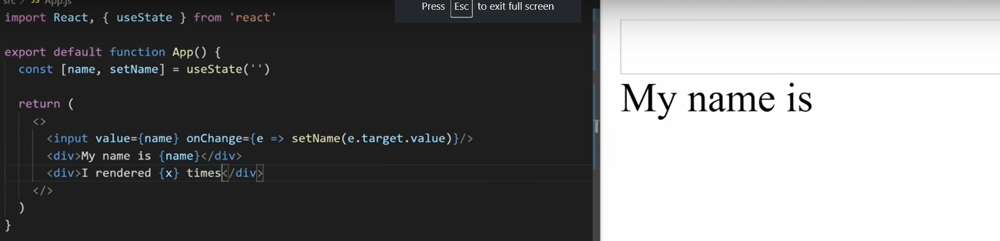 src / JS App.js
Press Esc to exit full screen
import React, { useState } from 'react'
export default function App() {
const [name, setName] = useState('')
return (
<>
<input value={name} onChange={e => setName(e.target.value)}/>
<div>My name is {name}</div>
<div>I rendered {x} times</div>
</>
)
}
My name is